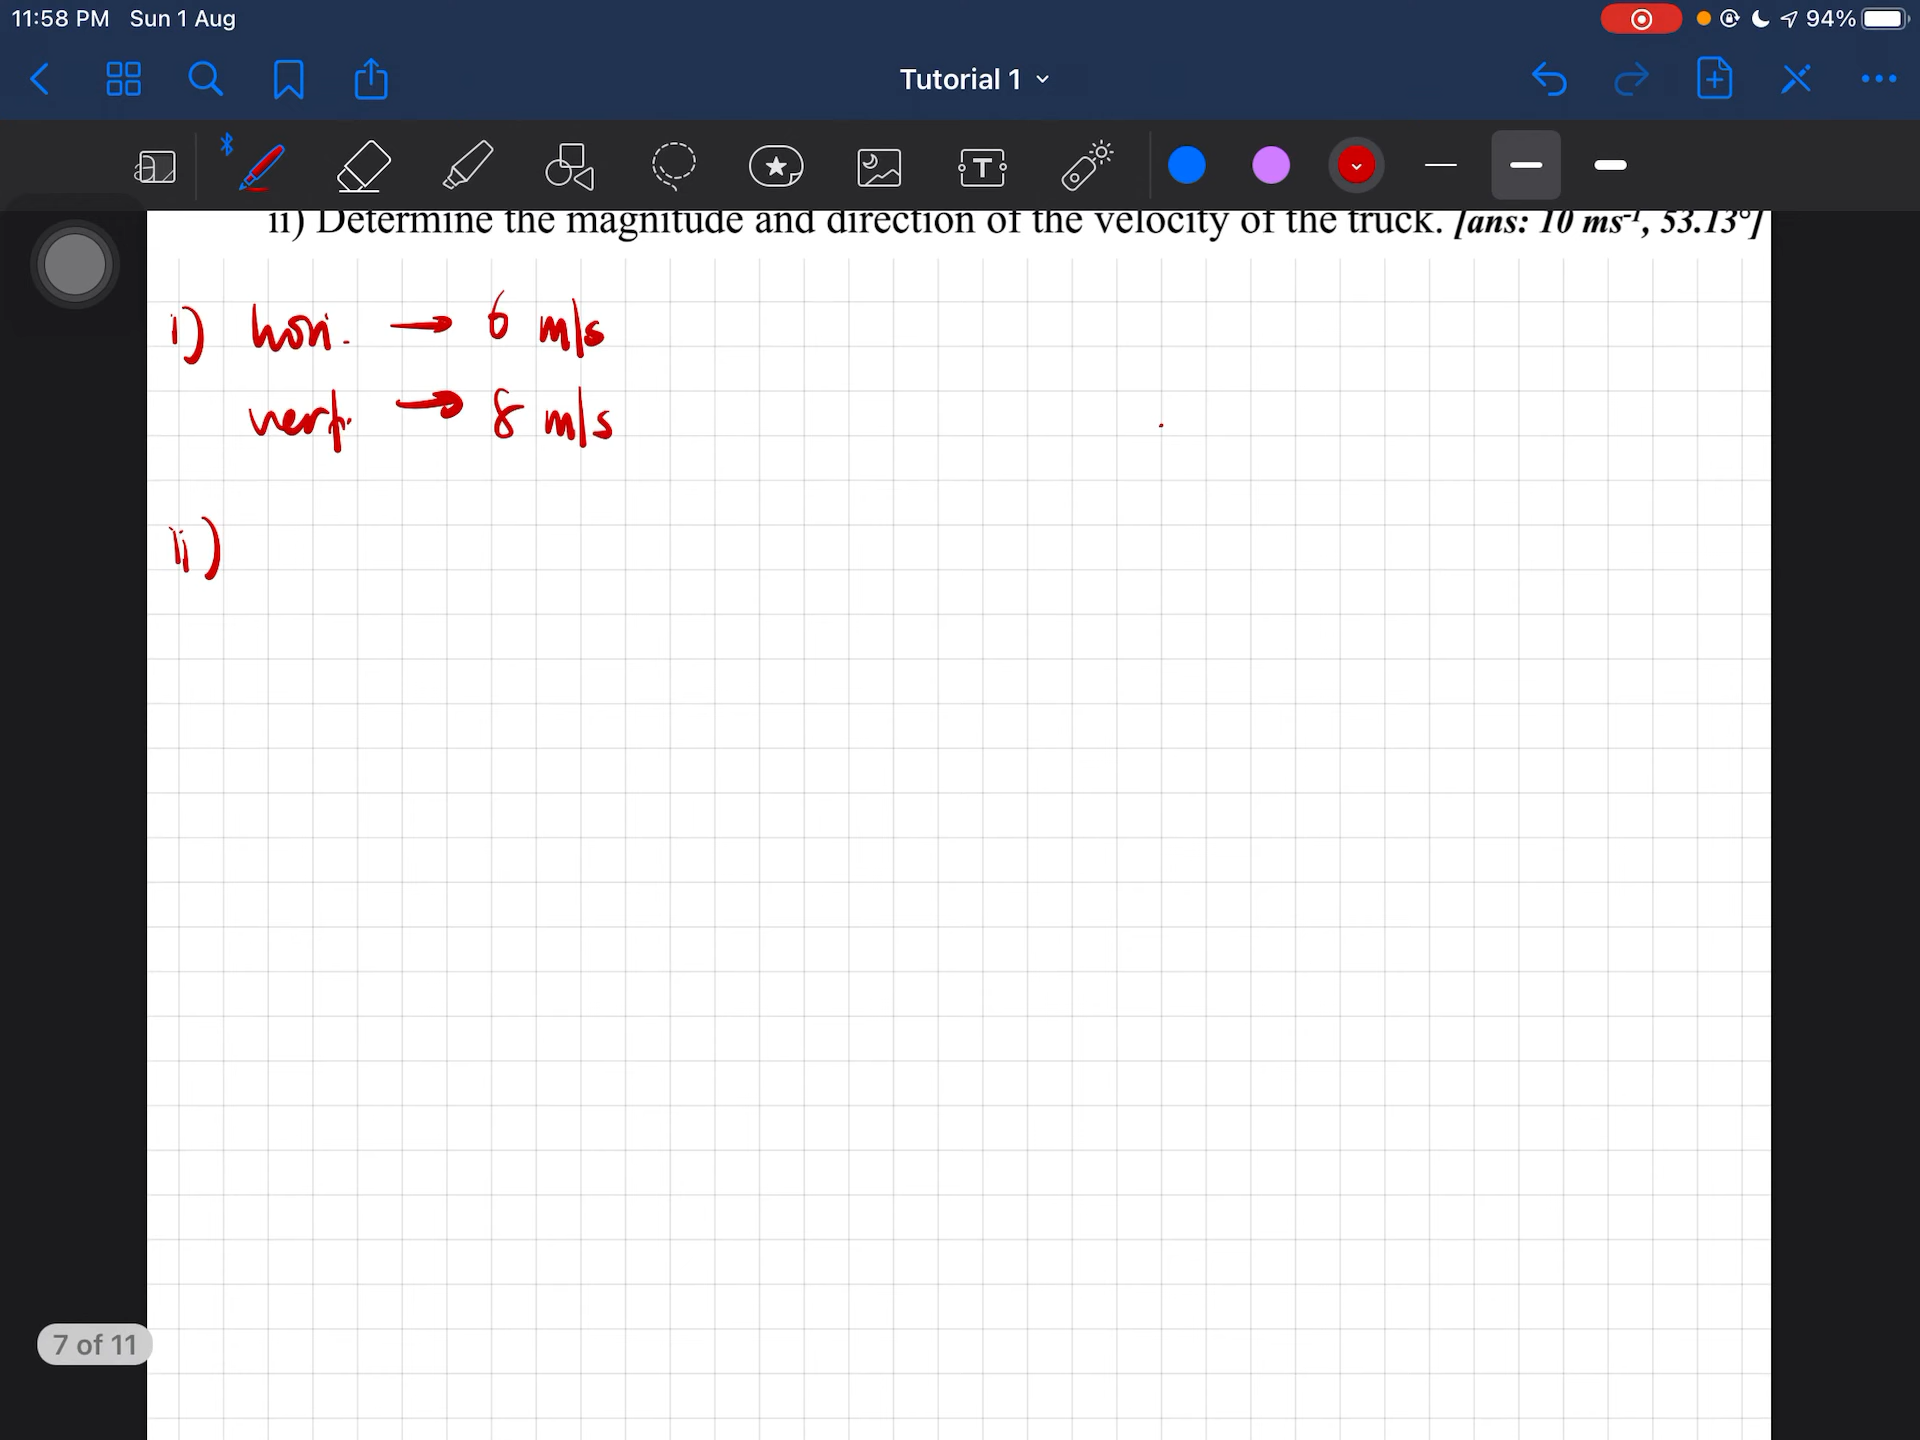 11:58 PM Sun 1 Aug 94%
Tutorial 1
ii) Determine the magnitude and direction of the velocity of the truck. [ans: 10 ms⁻¹, 53.13°]
i) hori. → 6 m/s
vert. → 8 m/s
ii)
7 of 11